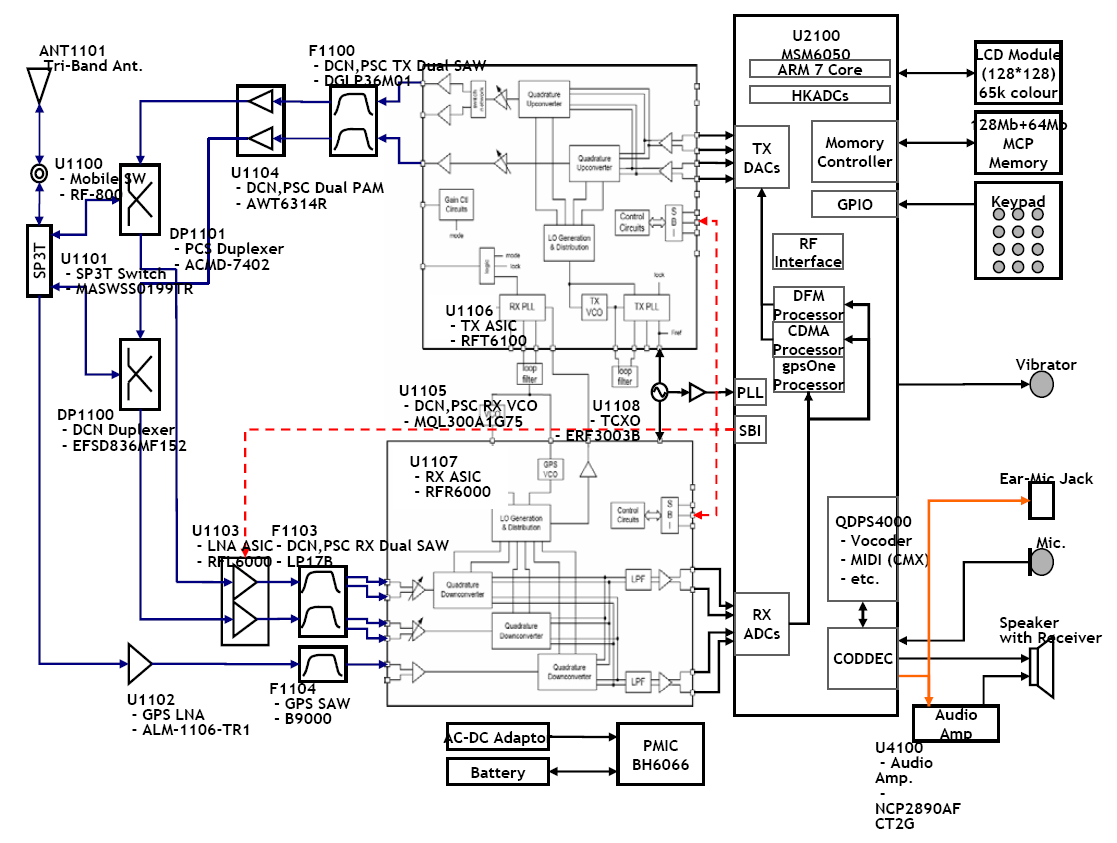 ANT1101
- Tri-Band Ant.
U1100
- Mobile SW
- RF-800
SP3T
U1101
- SP3T Switch
- MASWSS0199TR
DP1101
- PCS Duplexer
- ACMD-7402
DP1100
- DCN Duplexer
- EFSD836MF152
U1104
- DCN,PSC Dual PAM
- AWT6314R
F1100
- DCN,PSC TX Dual SAW
- DGLP36M01
switch network
Quadrature
Upconverter
Quadrature
Upconverter
Gain Ctl
Circuits
mode
Control
Circuits
S
B
I
LO Generation
& Distribution
logic
mode
lock
RX PLL
TX
VCO
TX PLL
lock
fref
U1106
- TX ASIC
- RFT6100
loop
filter
loop
filter
U1105
- DCN,PSC RX VCO
- MQL300A1G75
U1108
- TCXO
- ERF3003B
U1107
- RX ASIC
- RFR6000
GPS
VCO
LO Generation
& Distribution
Control
Circuits
S
B
I
Quadrature
Downconverter
Quadrature
Downconverter
Quadrature
Downconverter
LPF
LPF
U1103
- LNA ASIC
- RFL6000
F1103
- DCN,PSC RX Dual SAW
- LP17B
U1102
- GPS LNA
- ALM-1106-TR1
F1104
- GPS SAW
- B9000
AC-DC Adaptor
Battery
PMIC
BH6066
U2100
MSM6050
ARM 7 Core
HKADCs
TX
DACs
Momory
Controller
GPIO
RF
Interface
DFM
Processor
CDMA
Processor
gpsOne
Processor
PLL
SBI
QDPS4000
- Vocoder
- MIDI (CMX)
- etc.
RX
ADCs
CODDEC
LCD Module
(128*128)
65k colour
128Mb+64Mb
MCP
Memory
Keypad
Vibrator
Ear-Mic Jack
Mic.
Speaker
with Receiver
Audio
Amp
U4100
- Audio
Amp.
-
NCP2890AF
CT2G